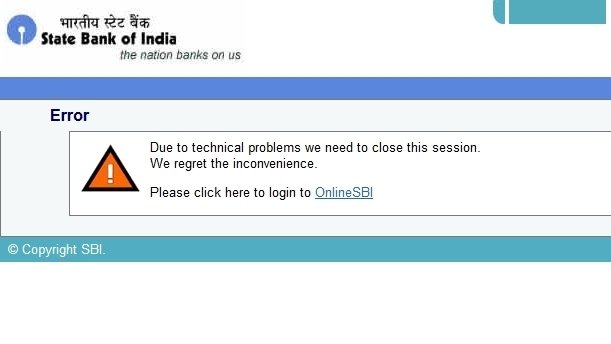 भारतीय स्टेट बैंक
State Bank of India
the nation banks on us
Error
Due to technical problems we need to close this session.
We regret the inconvenience.
Please click here to login to OnlineSBI
© Copyright SBI.